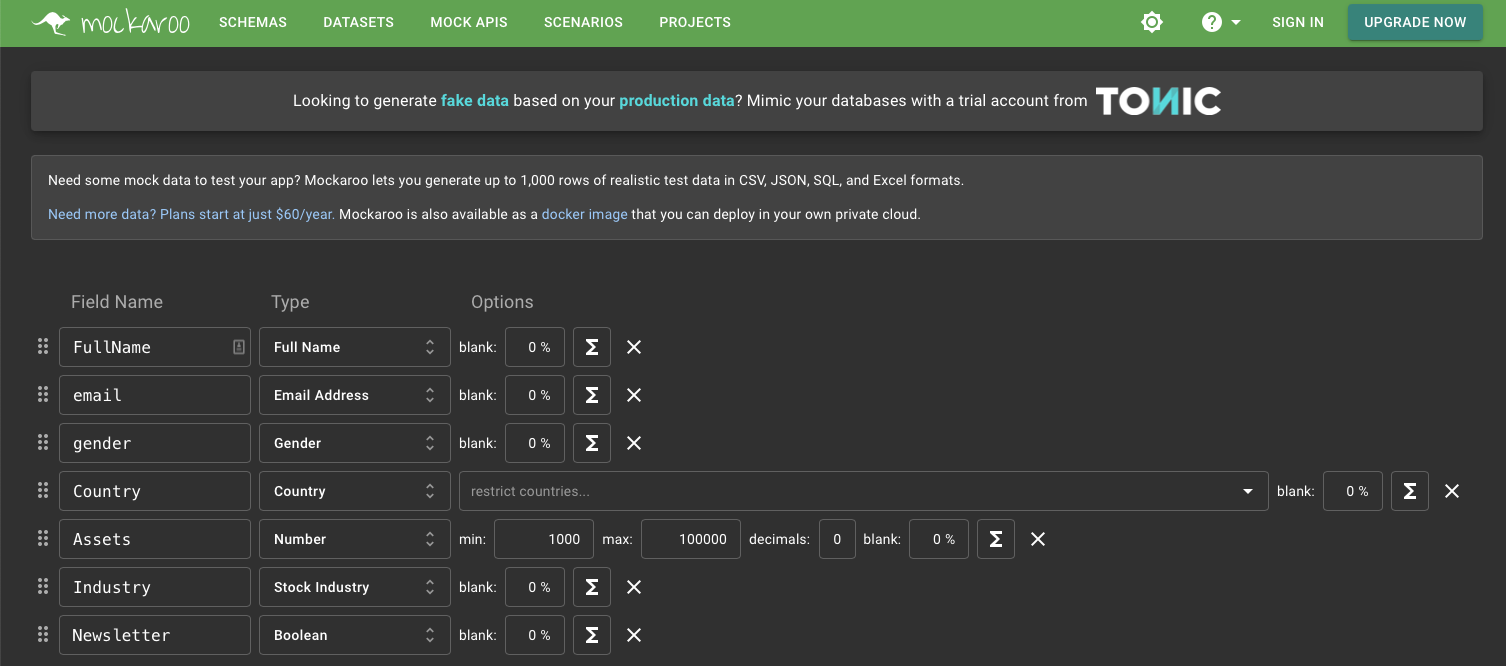 mockaroo SCHEMAS DATASETS MOCK APIS SCENARIOS PROJECTS ? SIGN IN UPGRADE NOW
Looking to generate fake data based on your production data? Mimic your databases with a trial account from TONIC
Need some mock data to test your app? Mockaroo lets you generate up to 1,000 rows of realistic test data in CSV, JSON, SQL, and Excel formats.
Need more data? Plans start at just $60/year. Mockaroo is also available as a docker image that you can deploy in your own private cloud.
Field Name Type Options
FullName Full Name blank: 0 % Σ
email Email Address blank: 0 % Σ
gender Gender blank: 0 % Σ
Country Country restrict countries... blank: 0 % Σ
Assets Number min: 1000 max: 100000 decimals: 0 blank: 0 % Σ
Industry Stock Industry blank: 0 % Σ
Newsletter Boolean blank: 0 % Σ